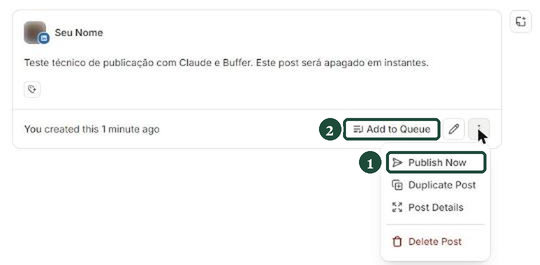 Seu Nome
Teste técnico de publicação com Claude e Buffer. Este post será apagado em instantes.
You created this 1 minute ago
2
Add to Queue
1
Publish Now
Duplicate Post
Post Details
Delete Post